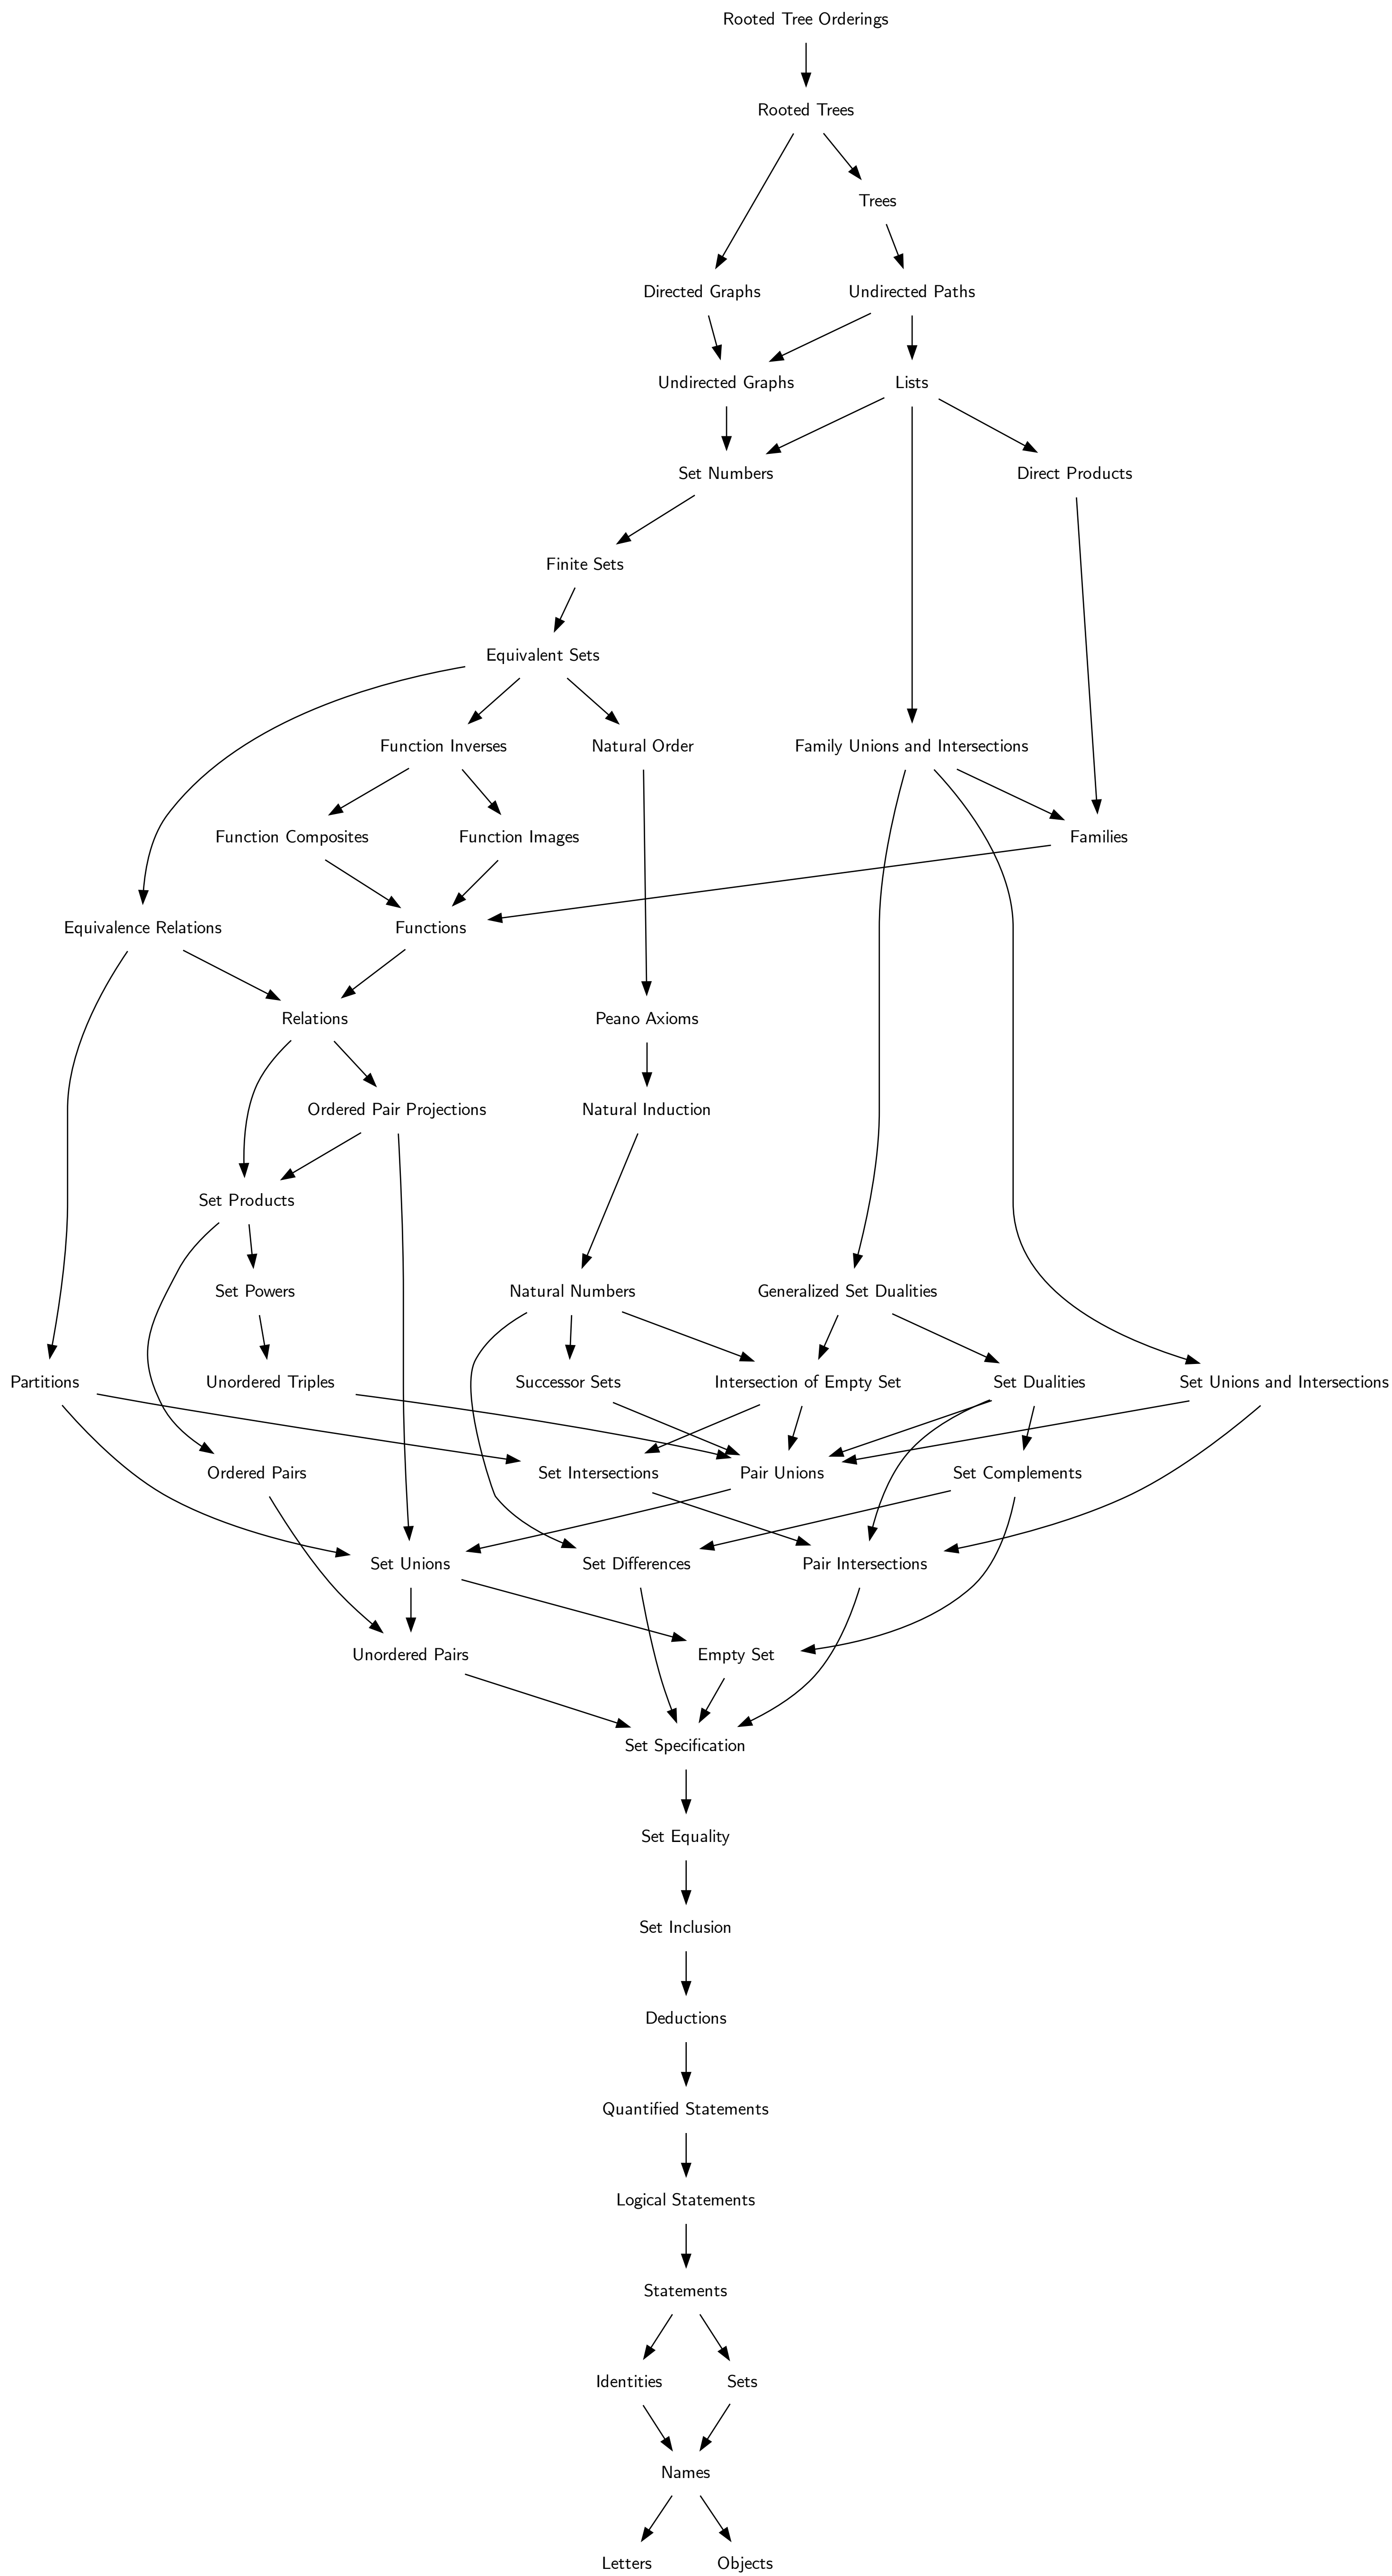 Rooted Tree Orderings
Rooted Trees
Trees
Directed Graphs
Undirected Paths
Undirected Graphs
Lists
Set Numbers
Direct Products
Finite Sets
Equivalent Sets
Function Inverses
Natural Order
Family Unions and Intersections
Function Composites
Function Images
Families
Equivalence Relations
Functions
Relations
Peano Axioms
Ordered Pair Projections
Natural Induction
Set Products
Set Powers
Natural Numbers
Generalized Set Dualities
Partitions
Unordered Triples
Successor Sets
Intersection of Empty Set
Set Dualities
Set Unions and Intersections
Ordered Pairs
Set Intersections
Pair Unions
Set Complements
Set Unions
Set Differences
Pair Intersections
Unordered Pairs
Empty Set
Set Specification
Set Equality
Set Inclusion
Deductions
Quantified Statements
Logical Statements
Statements
Identities
Sets
Names
Letters
Objects